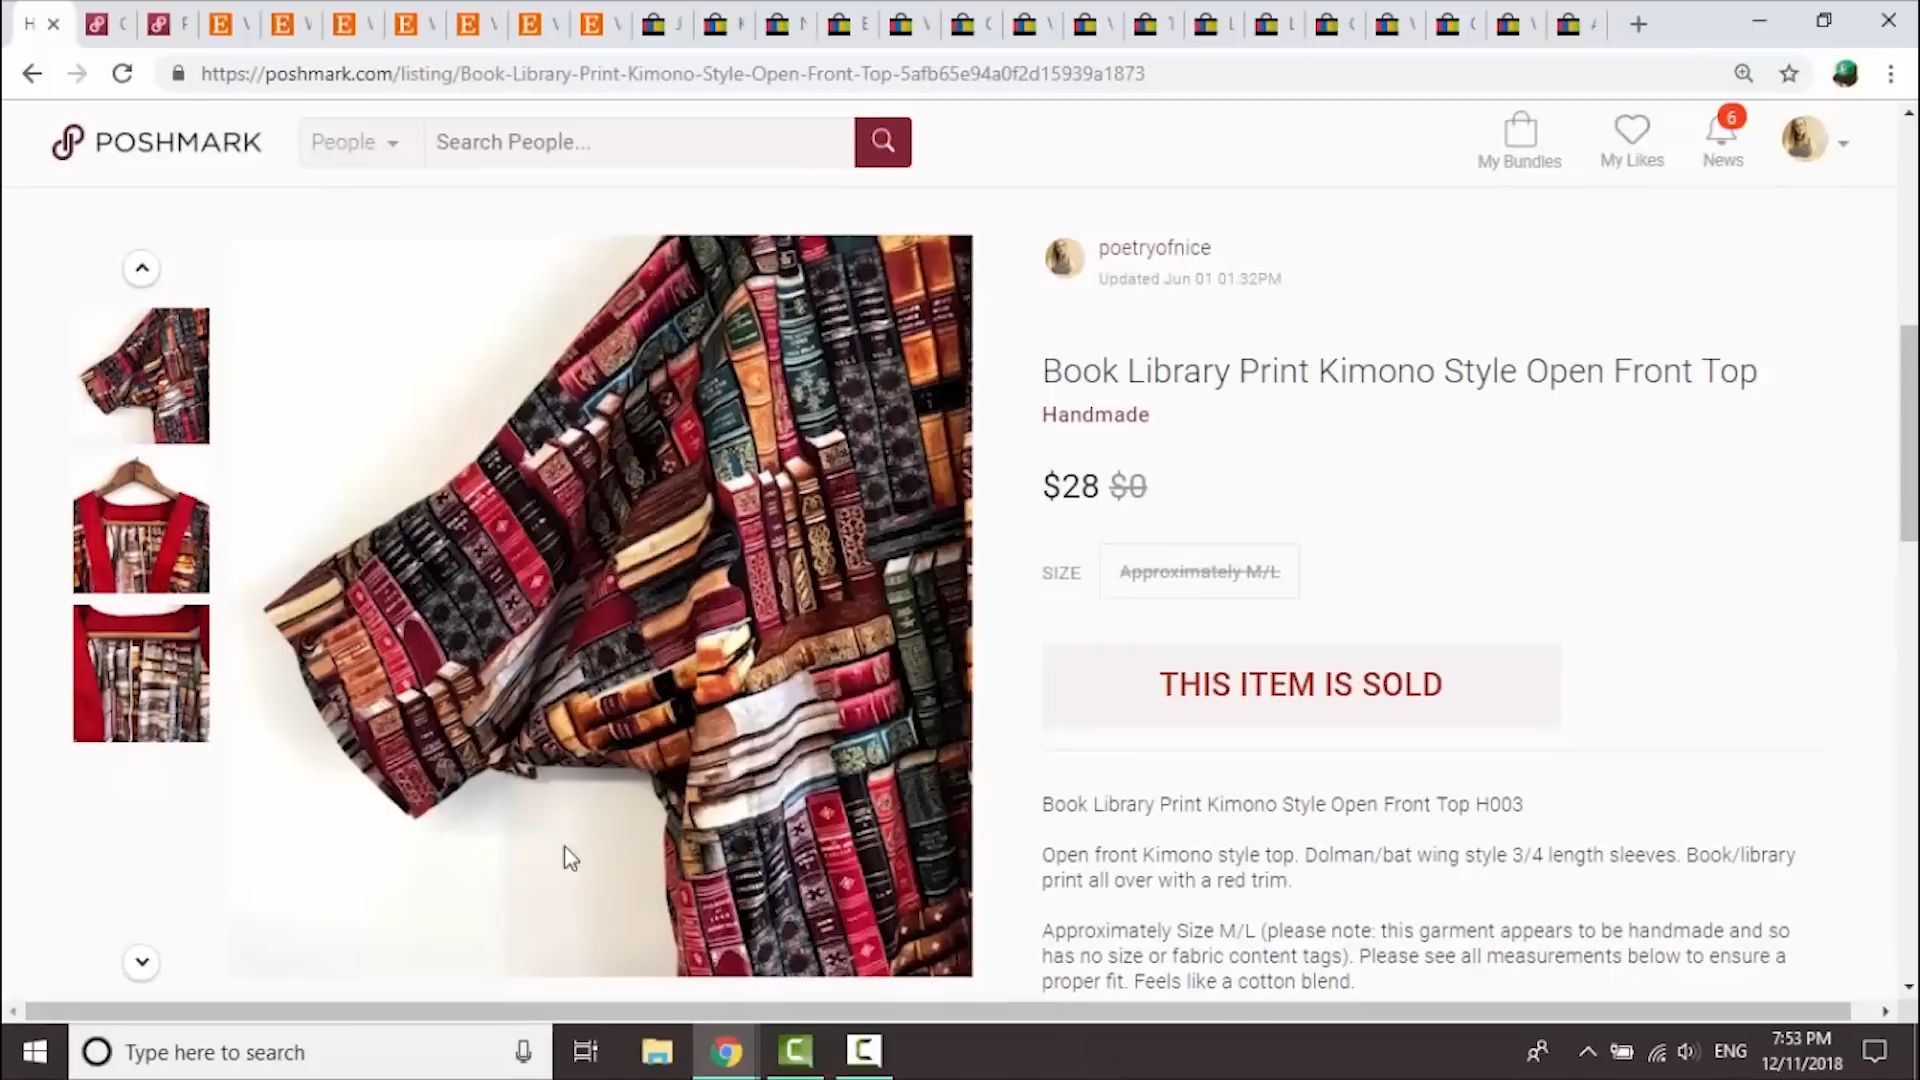 H
https://poshmark.com/listing/Book-Library-Print-Kimono-Style-Open-Front-Top-5afb65e94a0f2d15939a1873
POSHMARK
People
Search People...
My Bundles
My Likes
6
News
poetryofnice
Updated Jun 01 01:32PM
Book Library Print Kimono Style Open Front Top
Handmade
$28 $0
SIZE
Approximately M/L
THIS ITEM IS SOLD
Book Library Print Kimono Style Open Front Top H003
Open front Kimono style top. Dolman/bat wing style 3/4 length sleeves. Book/library
print all over with a red trim.
Approximately Size M/L (please note: this garment appears to be handmade and so
has no size or fabric content tags). Please see all measurements below to ensure a
proper fit. Feels like a cotton blend.
Type here to search
ENG
7:53 PM
12/11/2018